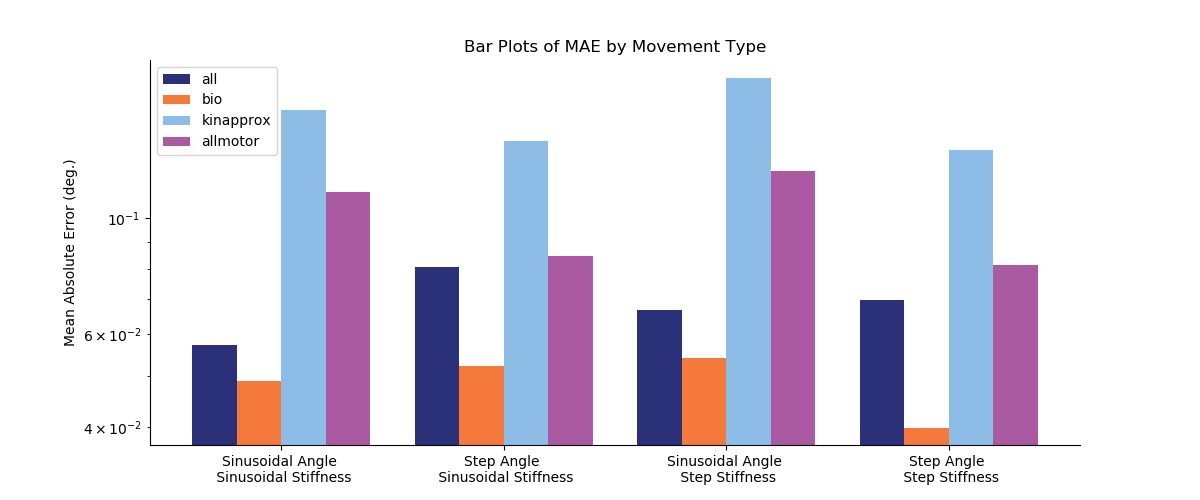 Bar Plots of MAE by Movement Type
all
bio
kinapprox
allmotor
Mean Absolute Error (deg.)
10⁻¹
6 × 10⁻²
4 × 10⁻²
Sinusoidal Angle
Sinusoidal Stiffness
Step Angle
Sinusoidal Stiffness
Sinusoidal Angle
Step Stiffness
Step Angle
Step Stiffness